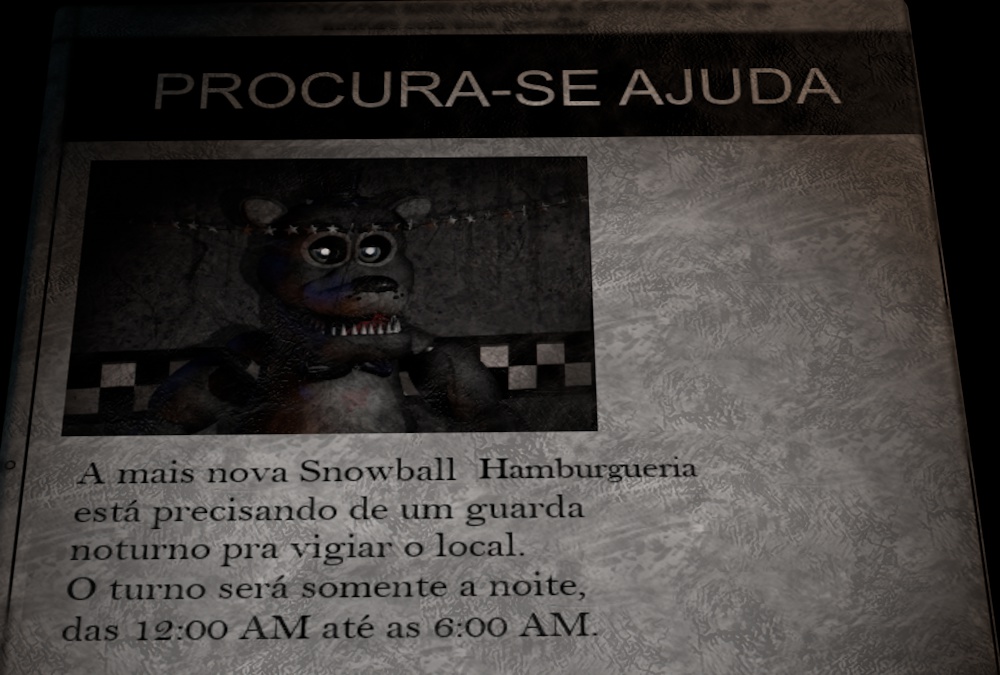 PROCURA-SE AJUDA
A mais nova Snowball Hamburgueria
está precisando de um guarda
noturno pra vigiar o local.
O turno será somente a noite,
das 12:00 AM até as 6:00 AM.